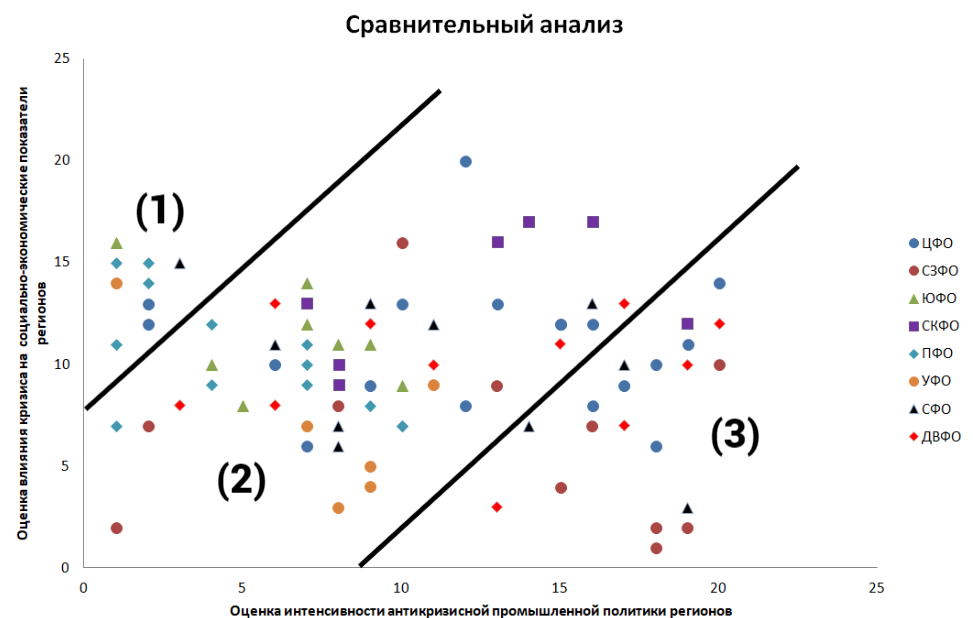 Сравнительный анализ
Оценка влияния кризиса на социально-экономические показатели
регионов
25
20
15
10
5
0
(1)
(2)
(3)
0
5
10
15
20
25
Оценка интенсивности антикризисной промышленной политики регионов
ЦФО
СЗФО
ЮФО
СКФО
ПФО
УФО
СФО
ДВФО